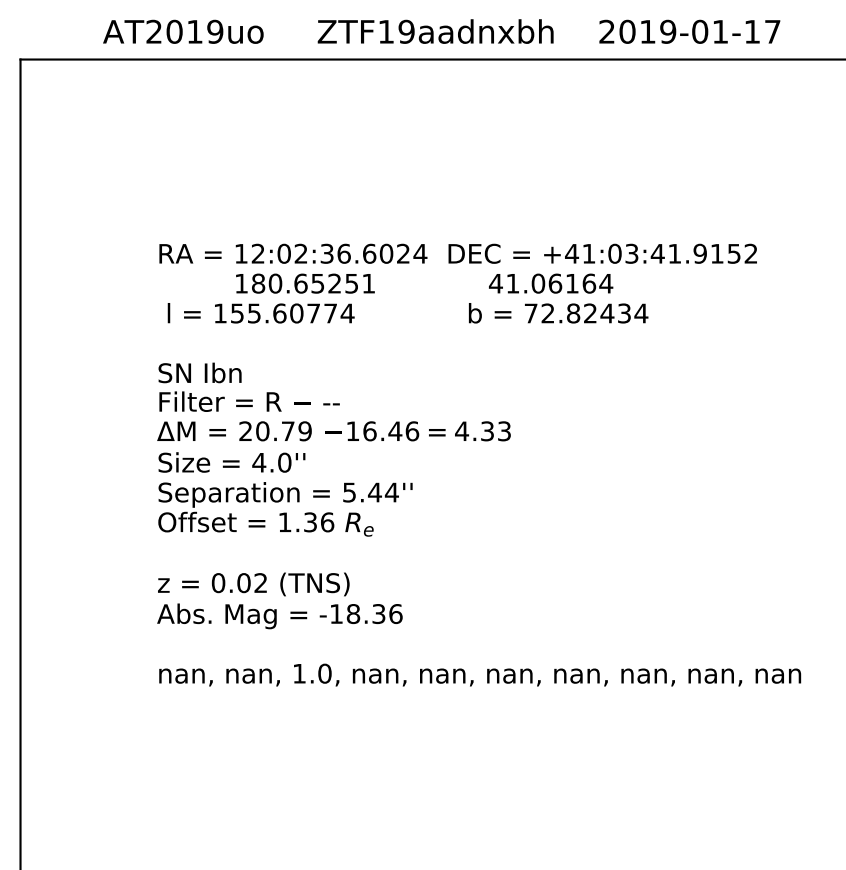 AT2019uo ZTF19aadnxbh 2019-01-17
RA = 12:02:36.6024 DEC = +41:03:41.9152
180.65251 41.06164
l = 155.60774 b = 72.82434
SN Ibn
Filter = R − --
ΔM = 20.79 −16.46 = 4.33
Size = 4.0''
Separation = 5.44''
Offset = 1.36 Rₑ
z = 0.02 (TNS)
Abs. Mag = -18.36
nan, nan, 1.0, nan, nan, nan, nan, nan, nan, nan